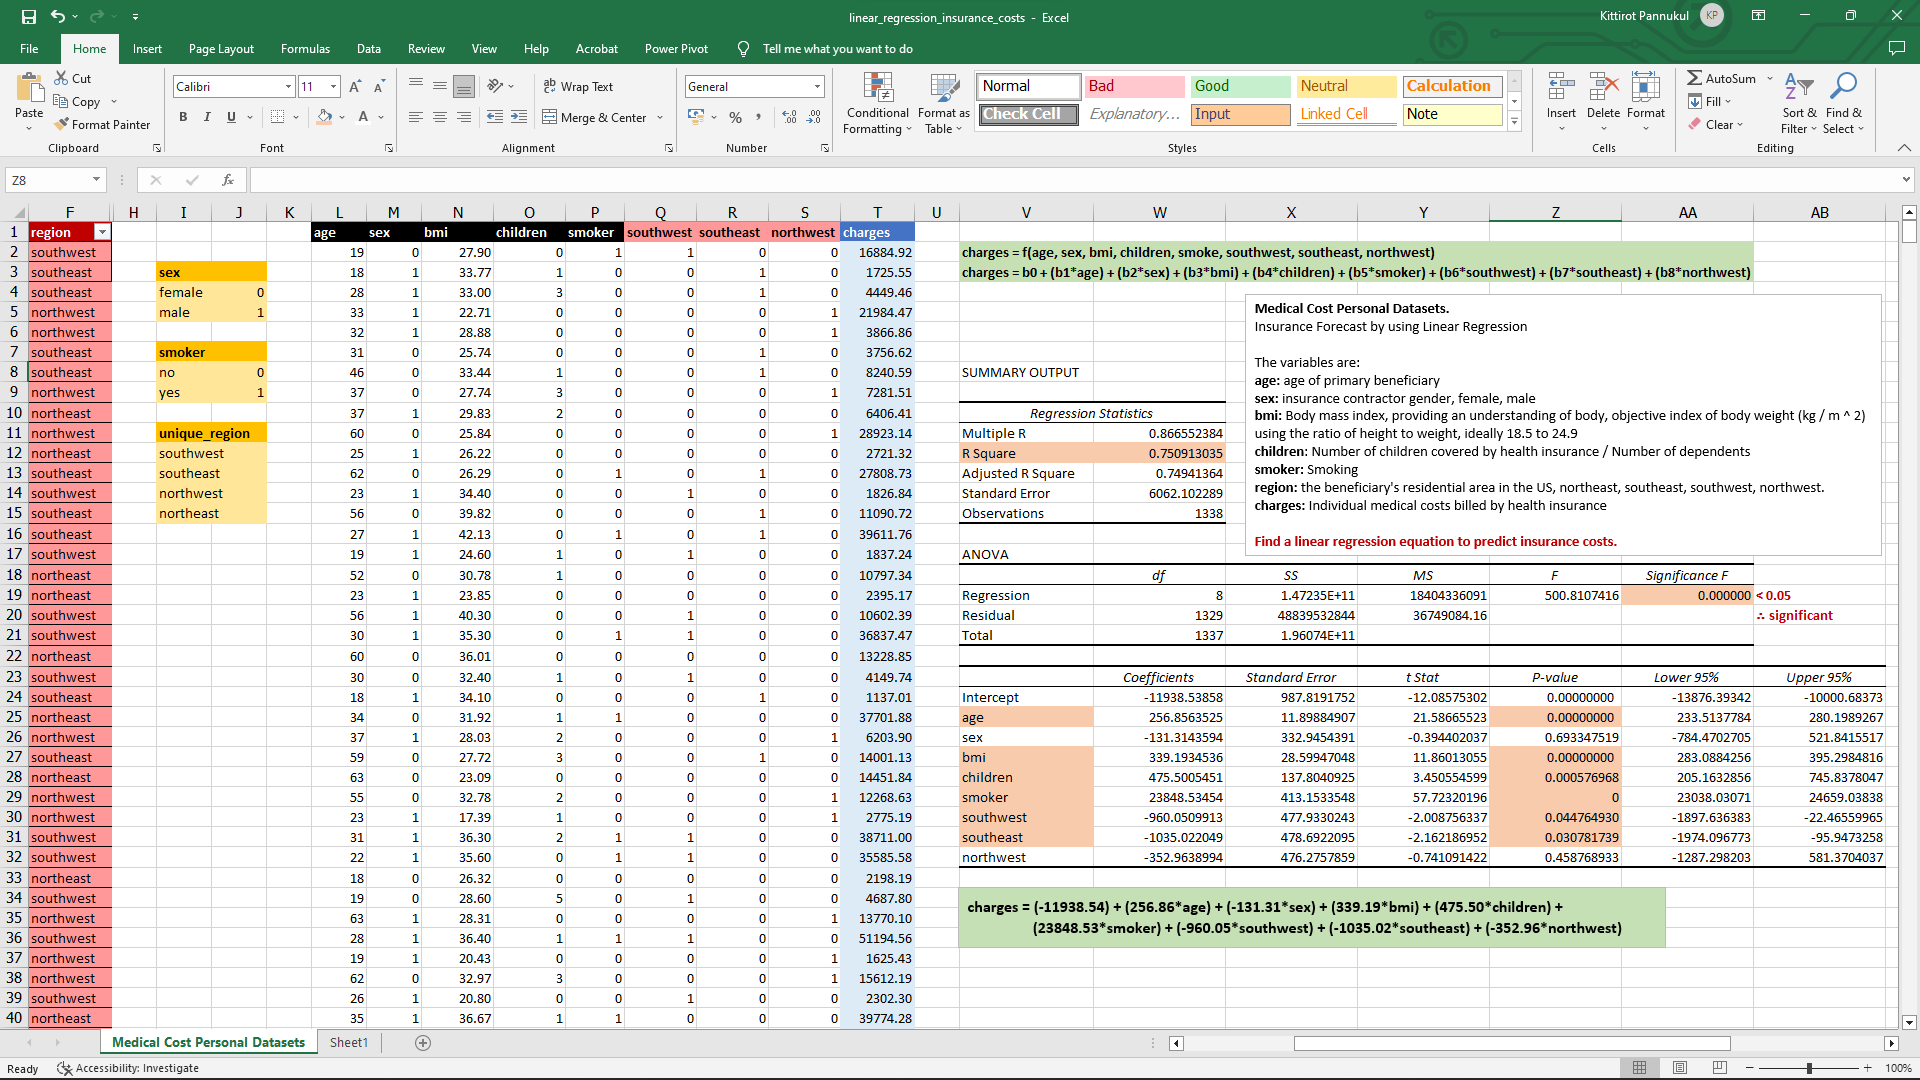 linear_regression_insurance_costs - Excel
Kittirot Pannukul KP
File Home Insert Page Layout Formulas Data Review View Help Acrobat Power Pivot Tell me what you want to do
Paste Cut Copy Format Painter
Calibri 11
B I U A
Wrap Text
Merge & Center
General
Conditional Formatting
Format as Table
Normal Bad Good Neutral Calculation
Check Cell Explanatory... Input Linked Cell Note
Insert Delete Format
AutoSum Fill Clear
Sort & Filter
Find & Select
Clipboard Font Alignment Number Styles Cells Editing
Z8 fx
F H I J K L M N O P Q R S T U V W X Y Z AA AB
1 region age sex bmi children smoker southwest southeast northwest charges
2 southwest 19 0 27.90 0 1 1 0 0 16884.92 charges = f(age, sex, bmi, children, smoke, southwest, southeast, northwest)
3 southeast sex 18 1 33.77 1 0 0 1 0 1725.55 charges = b0 + (b1*age) + (b2*sex) + (b3*bmi) + (b4*children) + (b5*smoker) + (b6*southwest) + (b7*southeast) + (b8*northwest)
4 southeast female 0 28 1 33.00 3 0 0 1 0 4449.46
5 northwest male 1 33 1 22.71 0 0 0 0 1 21984.47
6 northwest 32 1 28.88 0 0 0 0 1 3866.86
7 southeast smoker 31 0 25.74 0 0 0 1 0 3756.62
8 southeast no 0 46 0 33.44 1 0 0 1 0 8240.59 SUMMARY OUTPUT
9 northwest yes 1 37 0 27.74 3 0 0 0 1 7281.51
10 northeast 37 1 29.83 2 0 0 0 0 6406.41 Regression Statistics
11 northwest unique_region 60 0 25.84 0 0 0 0 1 28923.14 Multiple R 0.866552384
12 northeast southwest 25 1 26.22 0 0 0 0 0 2721.32 R Square 0.750913035
13 southeast southeast 62 0 26.29 0 1 0 1 0 27808.73 Adjusted R Square 0.74941364
14 southwest northwest 23 1 34.40 0 0 1 0 0 1826.84 Standard Error 6062.102289
15 southeast northeast 56 0 39.82 0 0 0 1 0 11090.72 Observations 1338
16 southeast 27 1 42.13 0 1 0 1 0 39611.76
17 southwest 19 1 24.60 1 0 1 0 0 1837.24 ANOVA
18 northeast 52 0 30.78 1 0 0 0 0 10797.34 df SS MS F Significance F
19 northeast 23 1 23.85 0 0 0 0 0 2395.17 Regression 8 1.47235E+11 18404336091 500.8107416 0.000000 < 0.05
20 southwest 56 1 40.30 0 0 1 0 0 10602.39 Residual 1329 48839532844 36749084.16 ∴ significant
21 southwest 30 1 35.30 0 1 1 0 0 36837.47 Total 1337 1.96074E+11
22 northeast 60 0 36.01 0 0 0 0 0 13228.85
23 southwest 30 0 32.40 1 0 1 0 0 4149.74 Coefficients Standard Error t Stat P-value Lower 95% Upper 95%
24 southeast 18 1 34.10 0 0 0 1 0 1137.01 Intercept -11938.53858 987.8191752 -12.08575302 0.00000000 -13876.39342 -10000.68373
25 northeast 34 0 31.92 1 1 0 0 0 37701.88 age 256.8563525 11.89884907 21.58665523 0.00000000 233.5137784 280.1989267
26 northwest 37 1 28.03 2 0 0 0 1 6203.90 sex -131.3143594 332.9454391 -0.394402037 0.693347519 -784.4702705 521.8415517
27 southeast 59 0 27.72 3 0 0 1 0 14001.13 bmi 339.1934536 28.59947048 11.86013055 0.00000000 283.0884256 395.2984816
28 northeast 63 0 23.09 0 0 0 0 0 14451.84 children 475.5005451 137.8040925 3.450554599 0.000576968 205.1632856 745.8378047
29 northwest 55 0 32.78 2 0 0 0 1 12268.63 smoker 23848.53454 413.1533548 57.72320196 0 23038.03071 24659.03838
30 northwest 23 1 17.39 1 0 0 0 1 2775.19 southwest -960.0509913 477.9330243 -2.008756337 0.044764930 -1897.636383 -22.46559965
31 southwest 31 1 36.30 2 1 1 0 0 38711.00 southeast -1035.022049 478.6922095 -2.162186952 0.030781739 -1974.096773 -95.9473258
32 southwest 22 1 35.60 0 1 1 0 0 35585.58 northwest -352.9638994 476.2757859 -0.741091422 0.458768933 -1287.298203 581.3704037
33 northeast 18 0 26.32 0 0 0 0 0 2198.19
34 southwest 19 0 28.60 5 0 1 0 0 4687.80 charges = (-11938.54) + (256.86*age) + (-131.31*sex) + (339.19*bmi) + (475.50*children) +
35 northwest 63 1 28.31 0 0 0 0 1 13770.10 (23848.53*smoker) + (-960.05*southwest) + (-1035.02*southeast) + (-352.96*northwest)
36 southwest 28 1 36.40 1 1 1 0 0 51194.56
37 northwest 19 1 20.43 0 0 0 0 1 1625.43
38 northwest 62 0 32.97 3 0 0 0 1 15612.19
39 southwest 26 1 20.80 0 0 1 0 0 2302.30
40 northeast 35 1 36.67 1 1 0 0 0 39774.28
Medical Cost Personal Datasets.
Insurance Forecast by using Linear Regression
The variables are:
age: age of primary beneficiary
sex: insurance contractor gender, female, male
bmi: Body mass index, providing an understanding of body, objective index of body weight (kg / m ^ 2)
using the ratio of height to weight, ideally 18.5 to 24.9
children: Number of children covered by health insurance / Number of dependents
smoker: Smoking
region: the beneficiary's residential area in the US, northeast, southeast, southwest, northwest.
charges: Individual medical costs billed by health insurance
Find a linear regression equation to predict insurance costs.
Medical Cost Personal Datasets Sheet1
Ready Accessibility: Investigate 100%